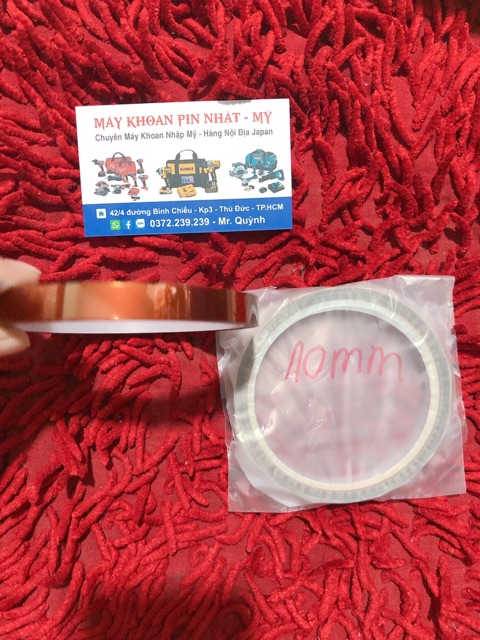 MÁY KHOAN PIN NHẬT - MỸ
Chuyên Máy Khoan Nhập Mỹ - Hàng Nội Địa Japan
42/4 đường Bình Chiểu - Kp3 - Thủ Đức - TP.HCM
0372.239.239 - Mr. Quỳnh
10mm